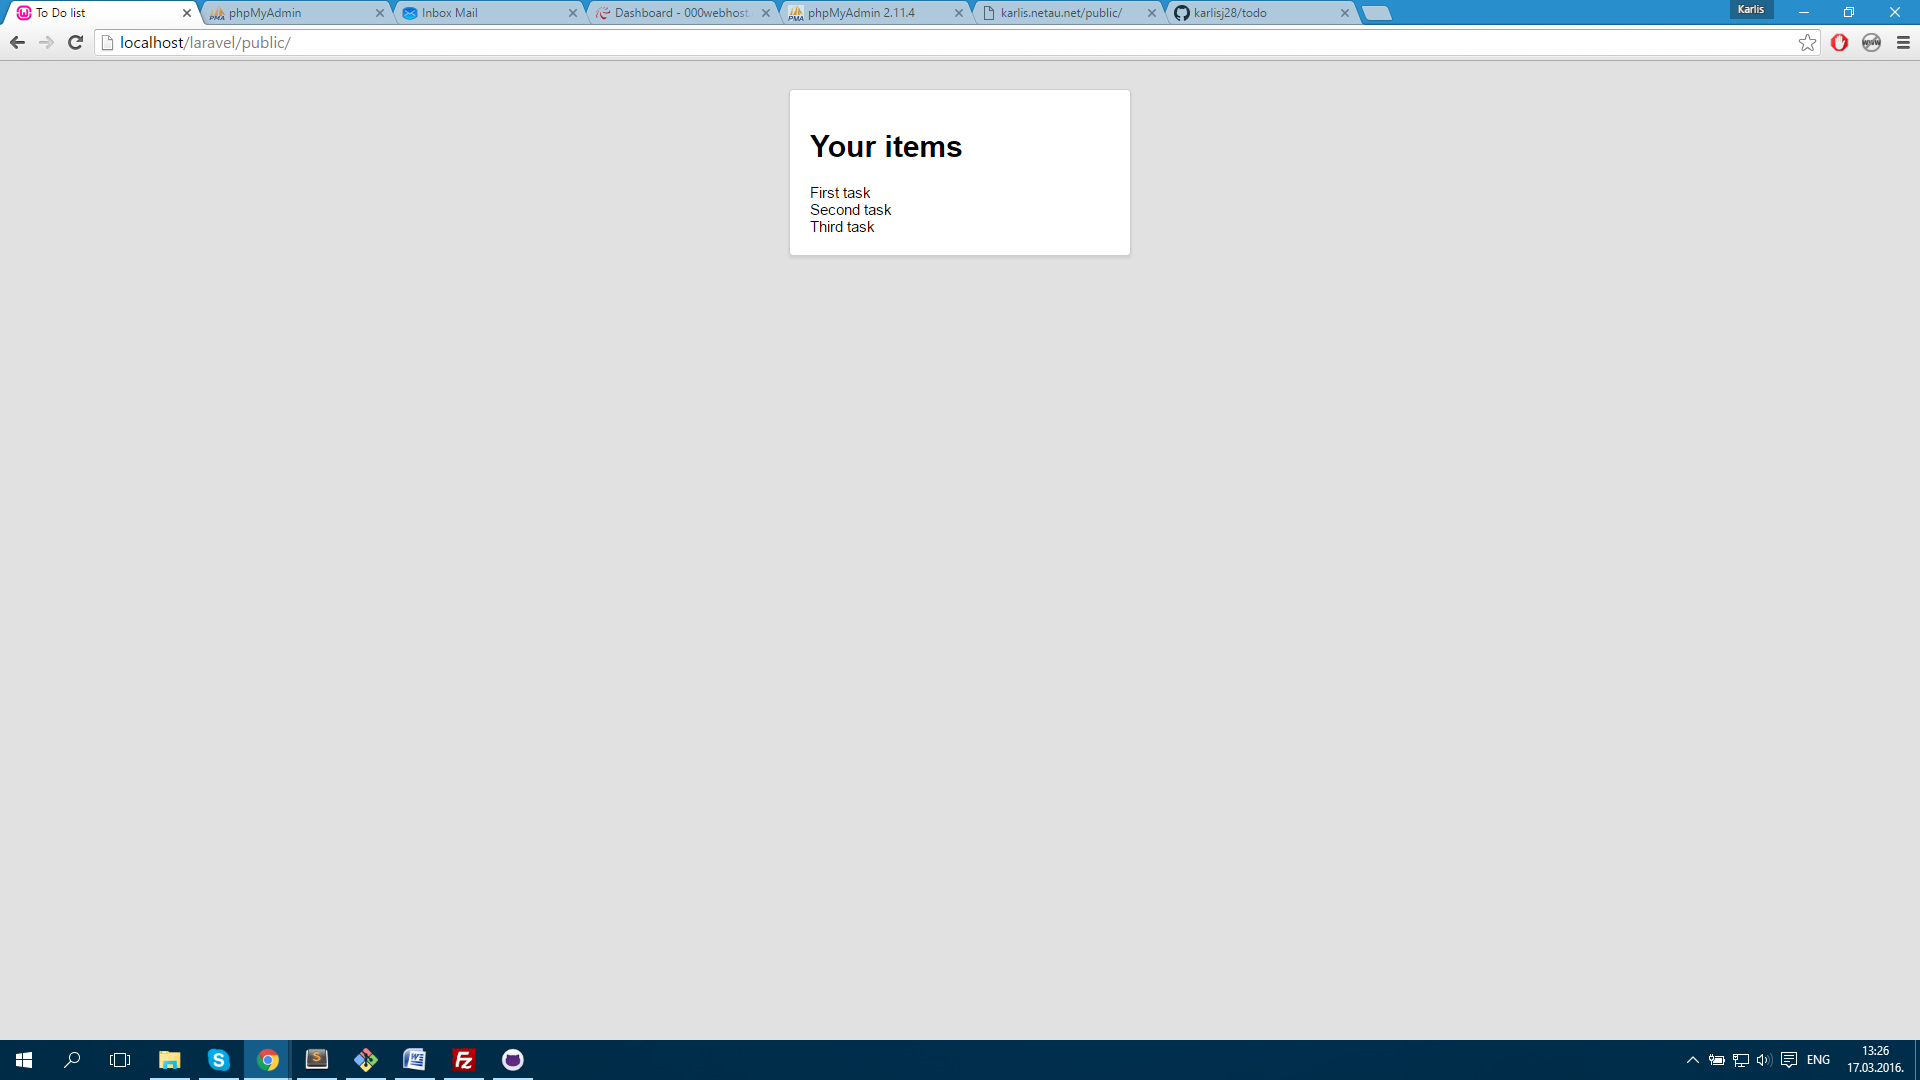 To Do list
phpMyAdmin
Inbox Mail
Dashboard - 000webhost.
phpMyAdmin 2.11.4
karlis.netau.net/public/
karlisj28/todo
Karlis
localhost/laravel/public/
Your items
First task
Second task
Third task
ENG
13:26
17.03.2016.